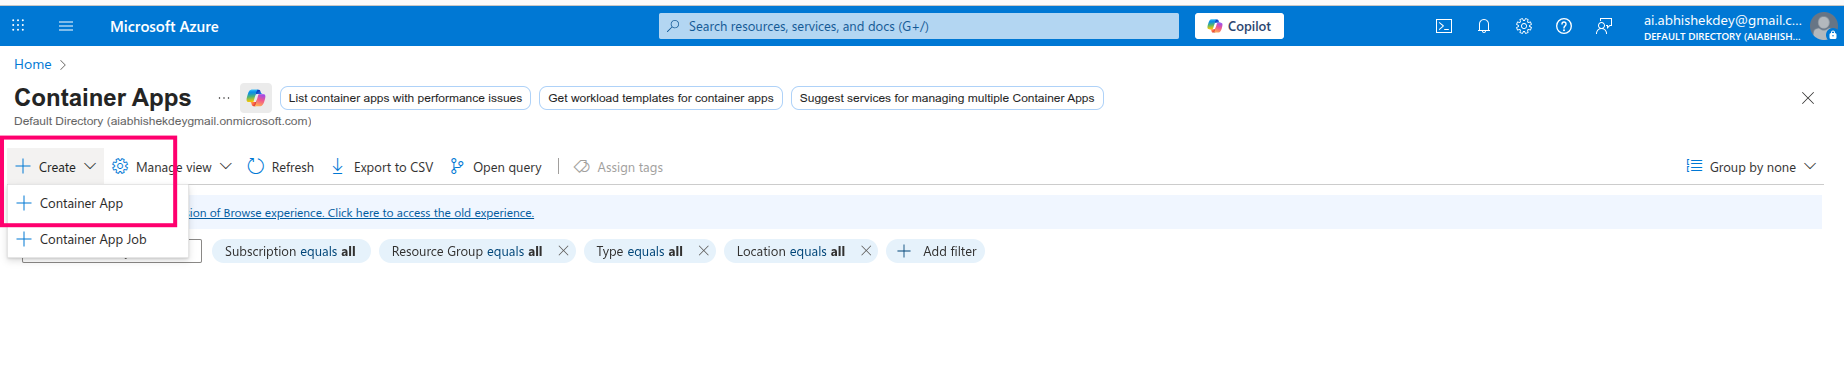 Microsoft Azure
Search resources, services, and docs (G+/)
Copilot
ai.abhishekdey@gmail.c...
DEFAULT DIRECTORY (AIABHISH...
Home
Container Apps
...
List container apps with performance issues
Get workload templates for container apps
Suggest services for managing multiple Container Apps
Default Directory (aiabhishekdeygmail.onmicrosoft.com)
Create
Manage view
Refresh
Export to CSV
Open query
Assign tags
Group by none
Container App
Container App Job
of Browse experience. Click here to access the old experience.
Subscription equals all
Resource Group equals all
Type equals all
Location equals all
Add filter